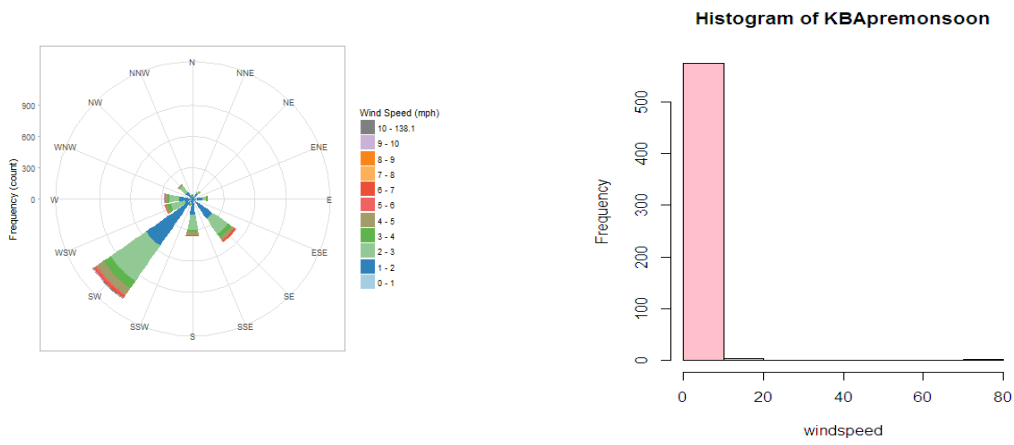 Histogram of KBApremonsoon
N
NNW
NNE
NW
NE
WNW
ENE
W
E
WSW
ESE
SW
SE
SSW
SSE
S
Frequency (count)
900
600
300
0
Wind Speed (mph)
10 - 138.1
9 - 10
8 - 9
7 - 8
6 - 7
5 - 6
4 - 5
3 - 4
2 - 3
1 - 2
0 - 1
Frequency
500
400
300
200
100
0
0 20 40 60 80
windspeed